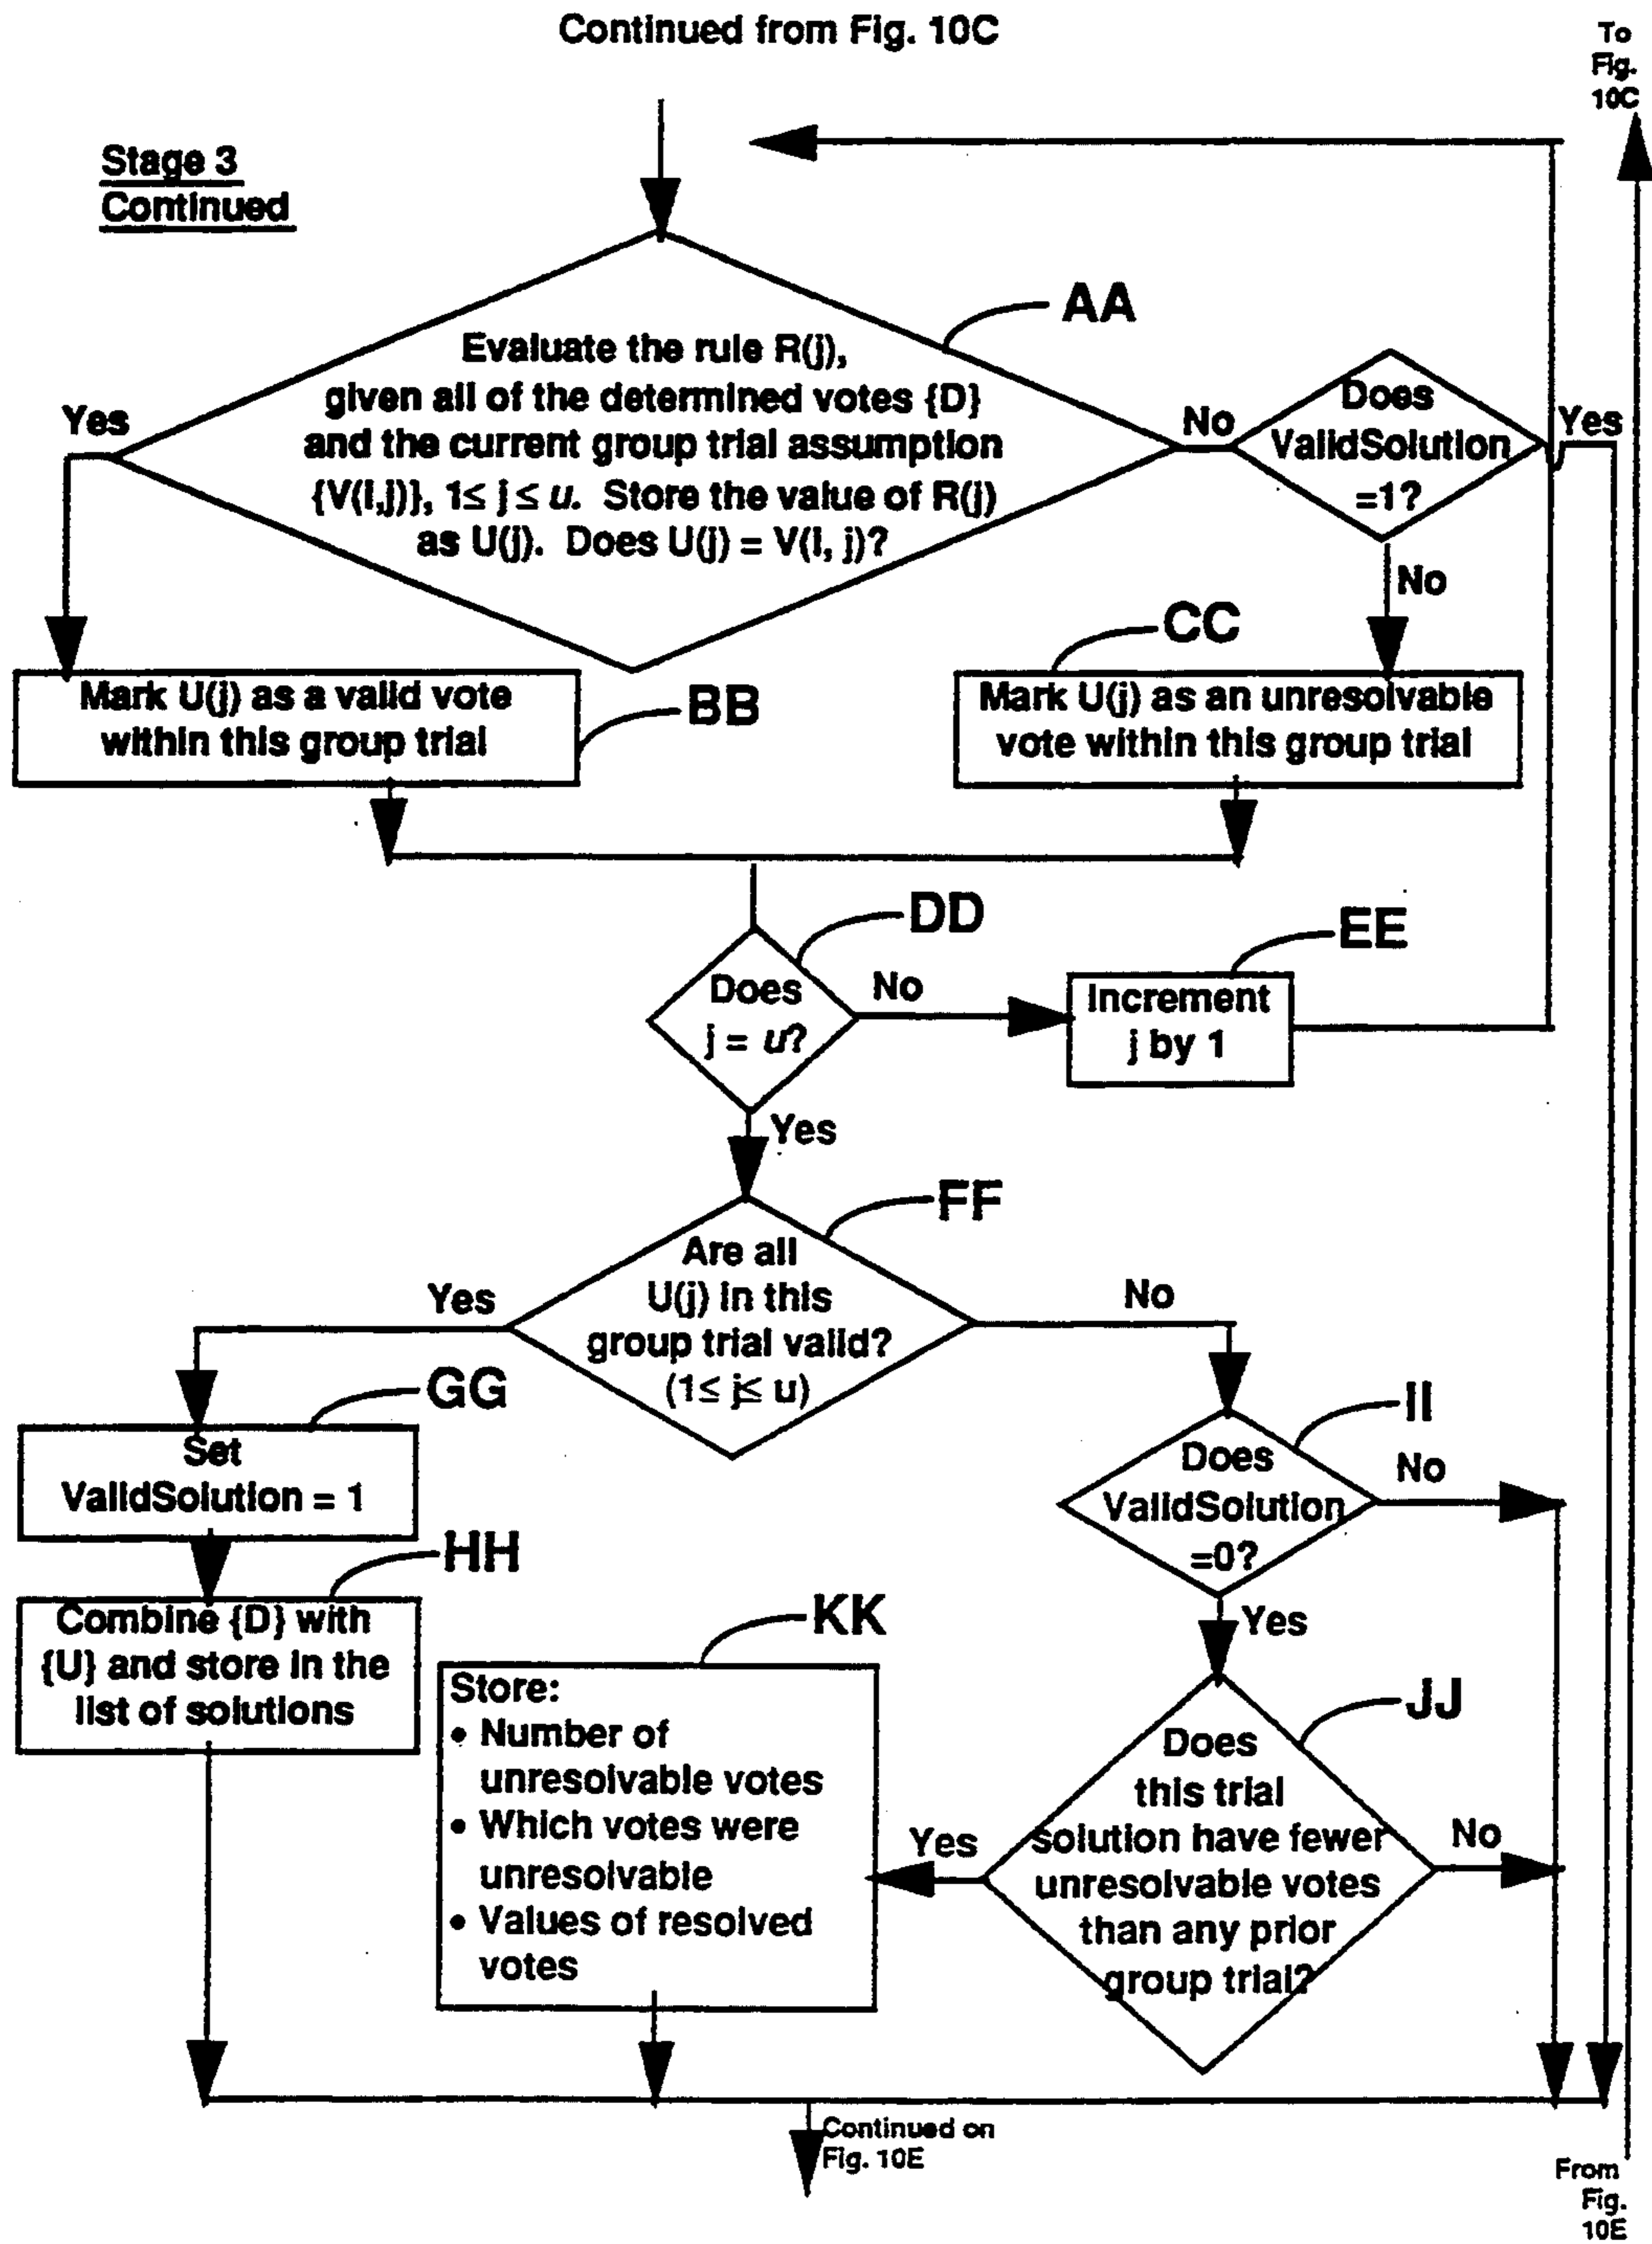 Continued from Fig. 10C
To
Fig.
10C
Stage 3
Continued
AA
Evaluate the rule R(j),
given all of the determined votes {D}
and the current group trial assumption
{V(i,j)}, 1≤ j ≤ u. Store the value of R(j)
as U(j). Does U(j) = V(i, j)?
Yes
No
Does
ValidSolution
=1?
Yes
No
CC
Mark U(j) as a valid vote
within this group trial
BB
Mark U(j) as an unresolvable
vote within this group trial
DD
Does
j = u?
No
EE
Increment
j by 1
Yes
FF
Are all
U(j) in this
group trial valid?
(1≤ j≤ u)
Yes
No
GG
Set
ValidSolution = 1
II
Does
ValidSolution
=0?
No
HH
Combine {D} with
{U} and store in the
list of solutions
Yes
KK
Store:
• Number of
unresolvable votes
• Which votes were
unresolvable
• Values of resolved
votes
JJ
Does
this trial
solution have fewer
unresolvable votes
than any prior
group trial?
Yes
No
Continued on
Fig. 10E
From
Fig.
10E